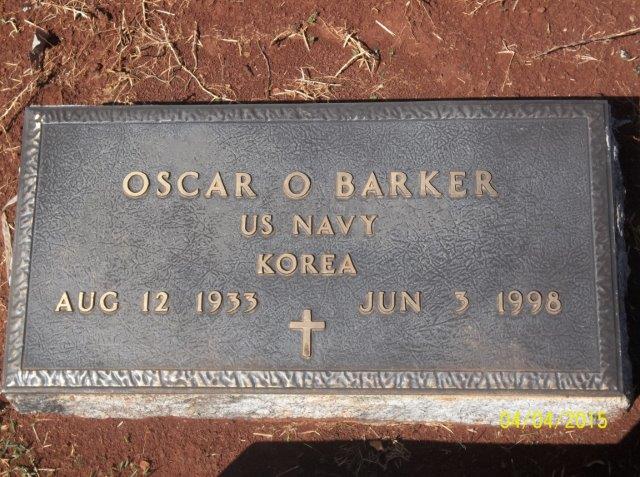 OSCAR O BARKER
US NAVY
KOREA
AUG 12 1933 JUN 3 1998
04/04/2015